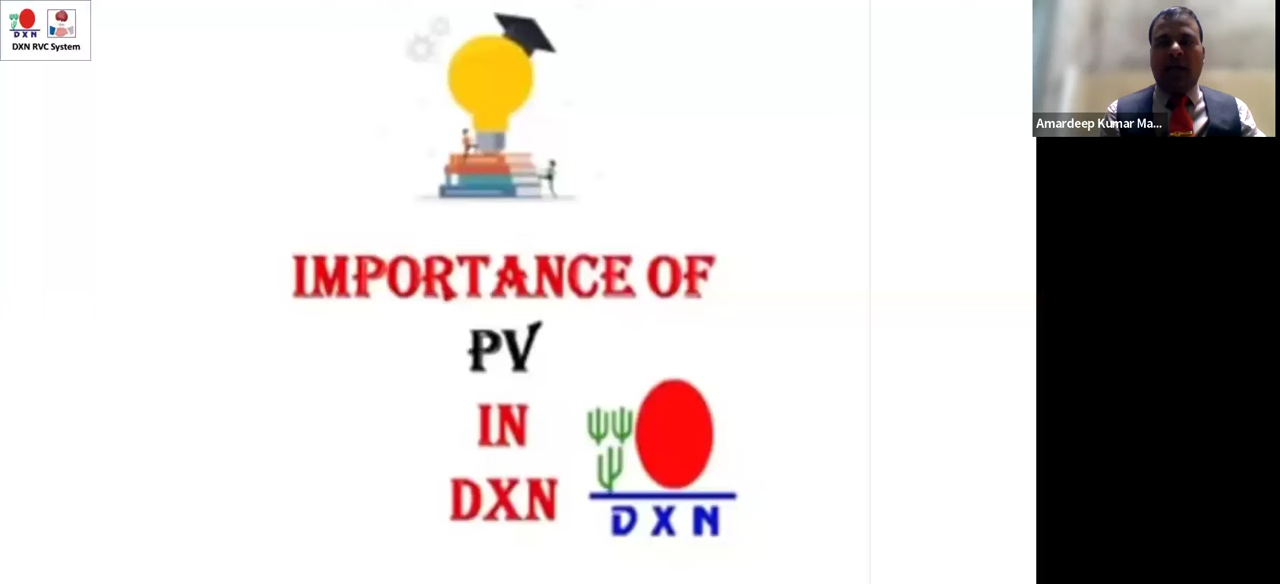 DXN
DXN RVC System
Amardeep Kumar Ma...
IMPORTANCE OF
PV
IN
DXN
DXN